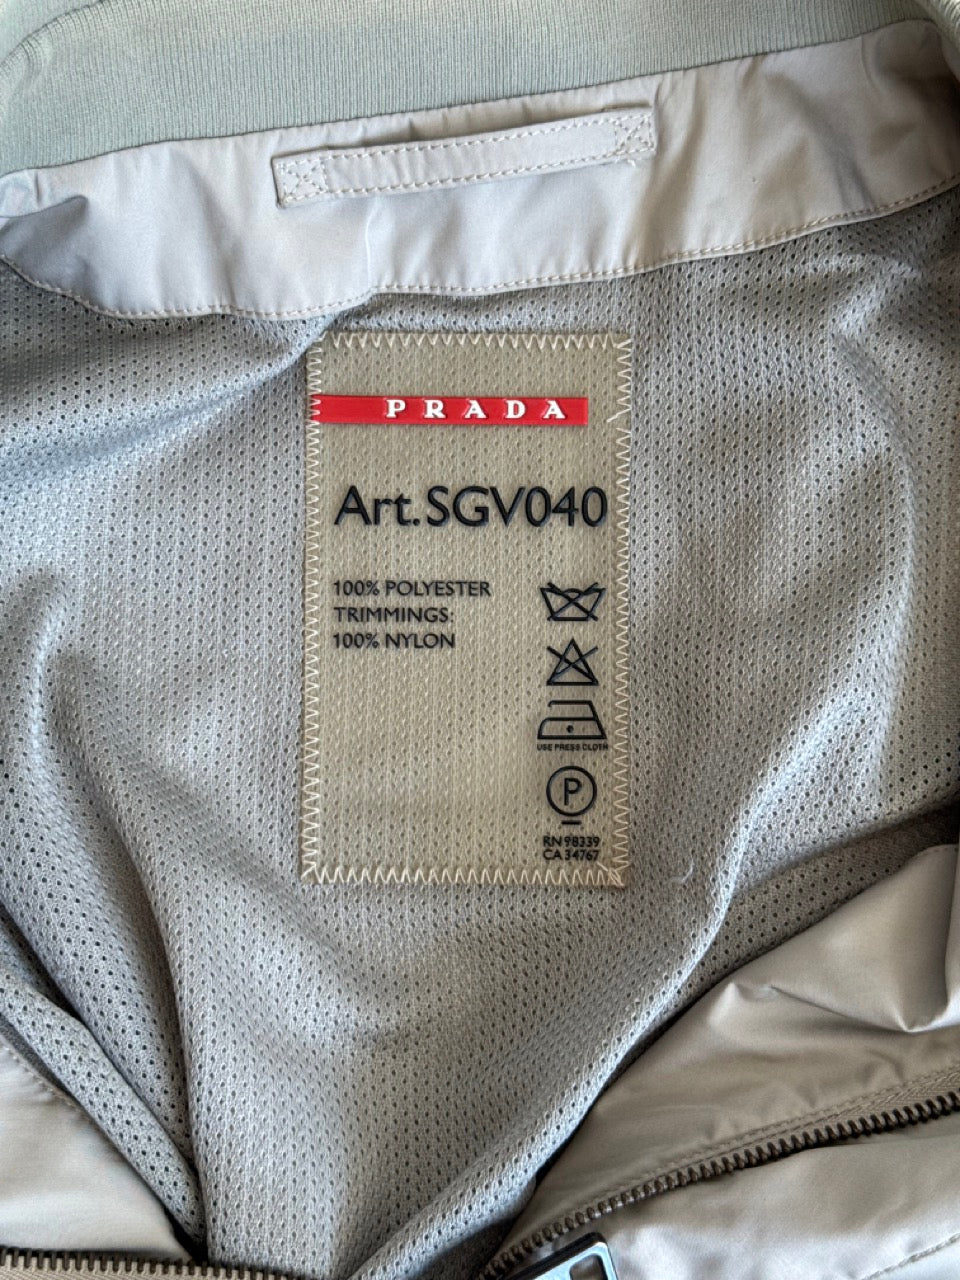 PRADA
Art. SGV040
100% POLYESTER
TRIMMINGS:
100% NYLON
USE PRESS CLOTH
P
RN 98339
CA 34767